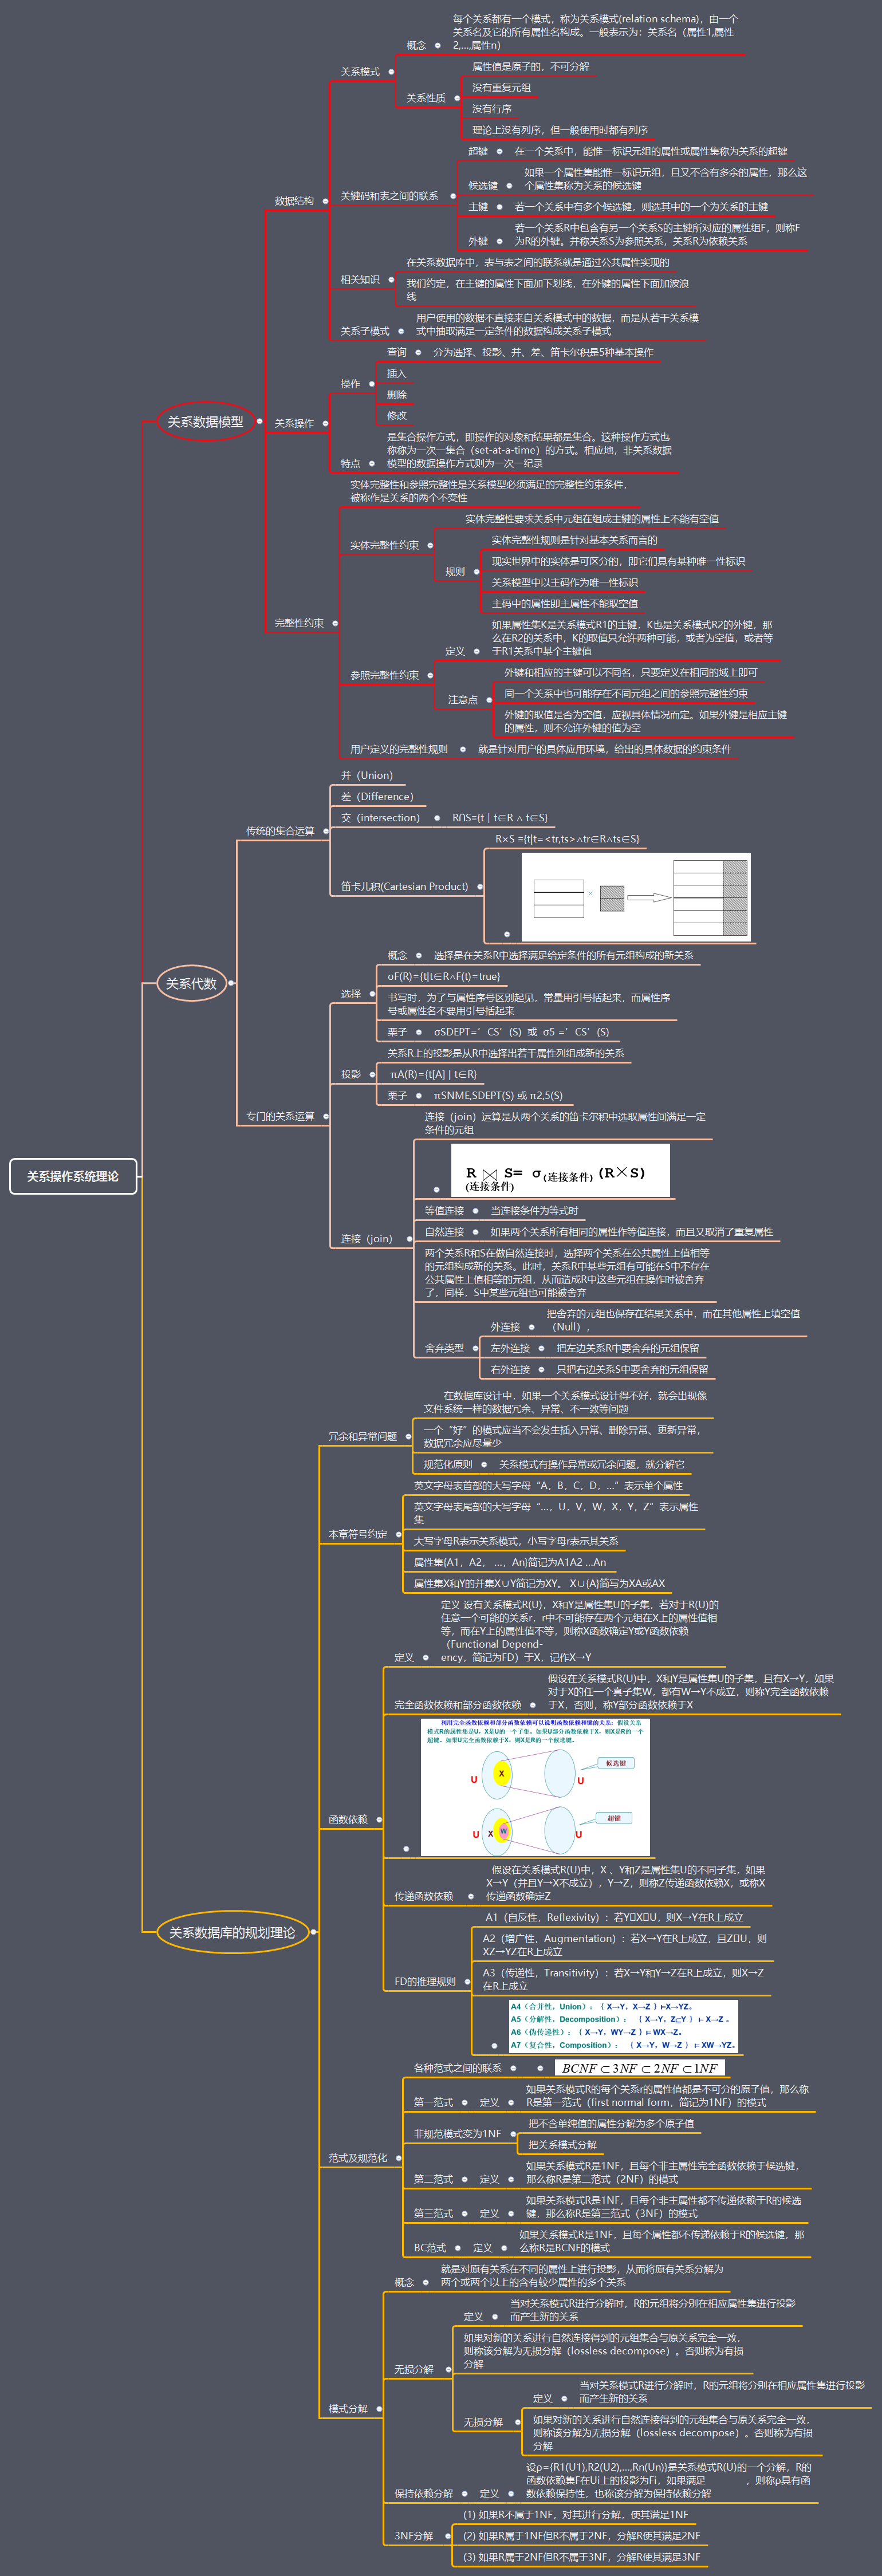 每个关系都有一个模式，称为关系模式(relation schema)，由一个
关系名及它的所有属性名构成。一般表示为：关系名（属性1,属性
概念
2,...,属性n)
关系模式
属性值是原子的，不可分解
没有重复元组
关系性质
没有行序
理论上没有列序，但一般使用时都有列序
超键
在一个关系中，能惟一标识元组的属性或属性集称为关系的超键
如果一个属性集能惟一标识元组，且又不含有多余的属性，那么这
候选键
个属性集称为关系的候选键
数据结构
关键码和表之间的联系
主键
若一个关系中有多个候选键，则选其中的一个为关系的主键
若一个关系R中包含有另一个关系S的主键所对应的属性组F，则称F
外键
为R的外键。并称关系S为参照关系，关系R为依赖关系
在关系数据库中，表与表之间的联系就是通过公共属性实现的
相关知识
我们约定，在主键的属性下面加下划线，在外键的属性下面加波浪
线
用户使用的数据不直接来自关系模式中的数据，而是从若干关系模
关系子模式
式中抽取满足一定条件的数据构成关系子模式
查询
分为选择、投影、并、差、笛卡尔积是5种基本操作
插入
操作
删除
修改
关系数据模型
关系操作
是集合操作方式，即操作的对象和结果都是集合。这种操作方式也
称称为一次一集合（set-at-a-time）的方式。相应地，非关系数据
特点
模型的数据操作方式则为一次一纪录
实体完整性和参照完整性是关系模型必须满足的完整性约束条件，
被称作是关系的两个不变性
实体完整性要求关系中元组在组成主键的属性上不能有空值
实体完整性约束
实体完整性规则是针对基本关系而言的
现实世界中的实体是可区分的，即它们具有某种唯一性标识
规则
关系模型中以主码作为唯一性标识
主码中的属性即主属性不能取空值
完整性约束
如果属性集K是关系模式R1的主键，K也是关系模式R2的外键，那
么在R2的关系中，K的取值只允许两种可能，或者为空值，或者等
定义
于R1关系中某个主键值
参照完整性约束
外键和相应的主键可以不同名，只要定义在相同的域上即可
同一个关系中也可能存在不同元组之间的参照完整性约束
注意点
外键的取值是否为空值，应视具体情况而定。如果外键是相应主键
的属性，则不允许外键的值为空
用户定义的完整性规则
就是针对用户的具体应用环境，给出的具体数据的约束条件
并（Union）
差（Difference）
传统的集合运算
交（intersection）
R∩S≡{t | t∈R ∧ t∈S}
R×S ≡{t|t=<tr,ts>∧tr∈R∧ts∈S}
笛卡儿积(Cartesian Product)
×
概念
选择是在关系R中选择满足给定条件的所有元组构成的新关系
关系代数
σF(R)={t|t∈R∧F(t)=true}
选择
书写时，为了与属性序号区别起见，常量用引号括起来，而属性序
号或属性名不要用引号括起来
栗子
σSDEPT=’CS’(S) 或 σ5 =’CS’(S)
关系R上的投影是从R中选择出若干属性列组成新的关系
投影
πA(R)={t[A] | t∈R}
栗子
πSNME,SDEPT(S) 或 π2,5(S)
专门的关系运算
连接（join）运算是从两个关系的笛卡尔积中选取属性间满足一定
条件的元组
R ⋈ S= σ(连接条件) (R×S)
(连接条件)
等值连接
当连接条件为等式时
自然连接
如果两个关系所有相同的属性作等值连接，而且又取消了重复属性
连接（join）
两个关系R和S在做自然连接时，选择两个关系在公共属性上值相等
的元组构成新的关系。此时，关系R中某些元组有可能在S中不存在
公共属性上值相等的元组，从而造成R中这些元组在操作时被舍弃
了，同样，S中某些元组也可能被舍弃
把舍弃的元组也保存在结果关系中，而在其他属性上填空值
外连接
（Null），
舍弃类型
左外连接
把左边关系R中要舍弃的元组保留
右外连接
只把右边关系S中要舍弃的元组保留
关系操作系统理论
在数据库设计中，如果一个关系模式设计得不好，就会出现像
文件系统一样的数据冗余、异常、不一致等问题
冗余和异常问题
一个“好”的模式应当不会发生插入异常、删除异常、更新异常，
数据冗余应尽量少
规范化原则
关系模式有操作异常或冗余问题，就分解它
英文字母表首部的大写字母“A，B，C，D，…”表示单个属性
英文字母表尾部的大写字母“…，U，V，W，X，Y，Z”表示属性
集
本章符号约定
大写字母R表示关系模式，小写字母r表示其关系
属性集{A1，A2， …，An}简记为A1A2 …An
属性集X和Y的并集X∪Y简记为XY。 X∪{A}简写为XA或AX
定义 设有关系模式R(U)，X和Y是属性集U的子集，若对于R(U)的
任意一个可能的关系r，r中不可能存在两个元组在X上的属性值相
等，而在Y上的属性值不等，则称X函数确定Y或Y函数依赖
（Functional Depend-
定义
ency，简记为FD）于X，记作X→Y
假设在关系模式R(U)中，X和Y是属性集U的子集，且有X→Y，如果
对于X的任一个真子集W，都有W→Y不成立，则称Y完全函数依赖
完全函数依赖和部分函数依赖
于X，否则，称Y部分函数依赖于X
利用完全函数依赖和部分函数依赖可以说明函数依赖和键的关系：假设关系
模式R的属性集是U，X是U的一个子集。如果U部分函数依赖于X，则X是R的一个
超键。如果U完全函数依赖于X，则X是R的一个候选键。
候选键
X
U
U
超键
U
X
W
U
函数依赖
假设在关系模式R(U)中，X 、Y和Z是属性集U的不同子集，如果
X→Y（并且Y→X不成立），Y→Z，则称Z传递函数依赖X，或称X
传递函数依赖
传递函数确定Z
A1（自反性，Reflexivity）：若Y▯X▯U，则X→Y在R上成立
A2（增广性，Augmentation）：若X→Y在R上成立，且Z▯U，则
XZ→YZ在R上成立
A3（传递性，Transitivity）：若X→Y和Y→Z在R上成立，则X→Z
在R上成立
FD的推理规则
A4（合并性，Union）：{ X→Y，X→Z }⊨X→YZ。
A5（分解性，Decomposition）： { X→Y，Z⊆Y } ⊨ X→Z 。
A6（伪传递性）：{ X→Y，WY→Z }⊨ WX→Z。
A7（复合性，Composition）： { X→Y，W→Z } ⊨ XW→YZ。
关系数据库的规划理论
各种范式之间的联系
BCNF ⊂ 3NF ⊂ 2NF ⊂ 1NF
如果关系模式R的每个关系r的属性值都是不可分的原子值，那么称
第一范式
定义
R是第一范式（first normal form，简记为1NF）的模式
把不含单纯值的属性分解为多个原子值
非规范模式变为1NF
把关系模式分解
范式及规范化
如果关系模式R是1NF，且每个非主属性完全函数依赖于候选键，
第二范式
定义
那么称R是第二范式（2NF）的模式
如果关系模式R是1NF，且每个非主属性都不传递依赖于R的候选
第三范式
定义
键，那么称R是第三范式（3NF）的模式
如果关系模式R是1NF，且每个属性都不传递依赖于R的候选键，那
BC范式
定义
么称R是BCNF的模式
就是对原有关系在不同的属性上进行投影，从而将原有关系分解为
概念
两个或两个以上的含有较少属性的多个关系
当对关系模式R进行分解时，R的元组将分别在相应属性集进行投影
定义
而产生新的关系
如果对新的关系进行自然连接得到的元组集合与原关系完全一致，
则称该分解为无损分解（lossless decompose）。否则称为有损
分解
无损分解
当对关系模式R进行分解时，R的元组将分别在相应属性集进行投影
定义
而产生新的关系
无损分解
如果对新的关系进行自然连接得到的元组集合与原关系完全一致，
则称该分解为无损分解（lossless decompose）。否则称为有损
分解
模式分解
设ρ={R1(U1),R2(U2),…,Rn(Un)}是关系模式R(U)的一个分解，R的
函数依赖集F在Ui上的投影为Fi，如果满足 ，则称ρ具有函
保持依赖分解
定义
数依赖保持性，也称该分解为保持依赖分解
(1) 如果R不属于1NF，对其进行分解，使其满足1NF
3NF分解
(2) 如果R属于1NF但R不属于2NF，分解R使其满足2NF
(3) 如果R属于2NF但R不属于3NF，分解R使其满足3NF